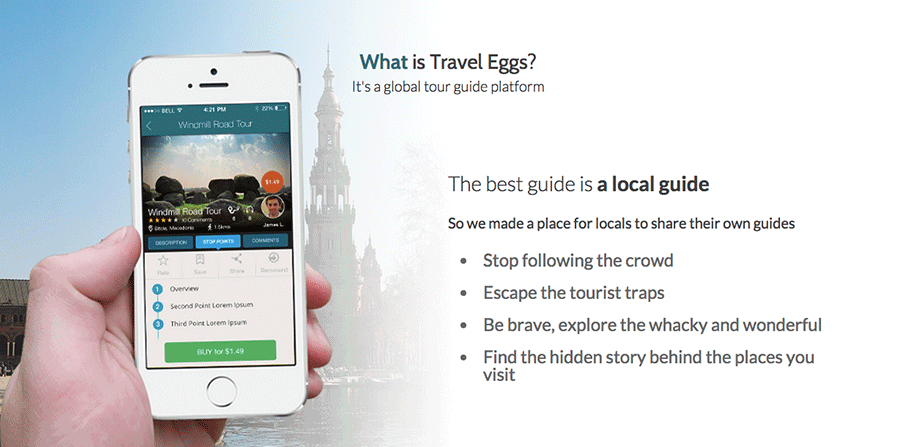 What is Travel Eggs?
It's a global tour guide platform
BELL 4:21 PM 22%
Windmill Road Tour
$1.49
Windmill Road Tour
10 Comments
Bitole, Macedonia 1.5kms
James L.
DESCRIPTION STOP POINTS COMMENTS
Rate Save Share Recommend
1 Overview
2 Second Point Lorem Ipsum
3 Third Point Lorem Ipsum
BUY for $1.49
The best guide is a local guide
So we made a place for locals to share their own guides
• Stop following the crowd
• Escape the tourist traps
• Be brave, explore the whacky and wonderful
• Find the hidden story behind the places you
visit